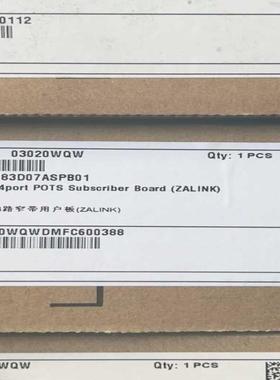 0112
03020WQW
Qty: 1 PCS
83D07ASPB01
4port POTS Subscriber Board (ZALINK)
路窄带用户板(ZALINK)
0WQWDMFC600388
WQW
Qty: 1 PCS